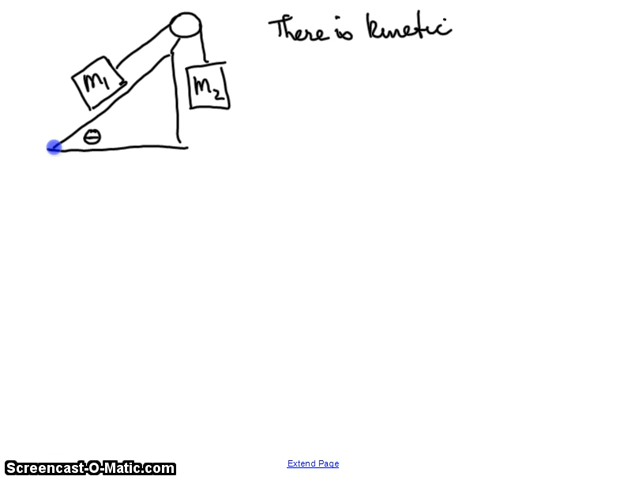 There is kinetic
m1
m2
θ
Extend Page
Screencast-O-Matic.com